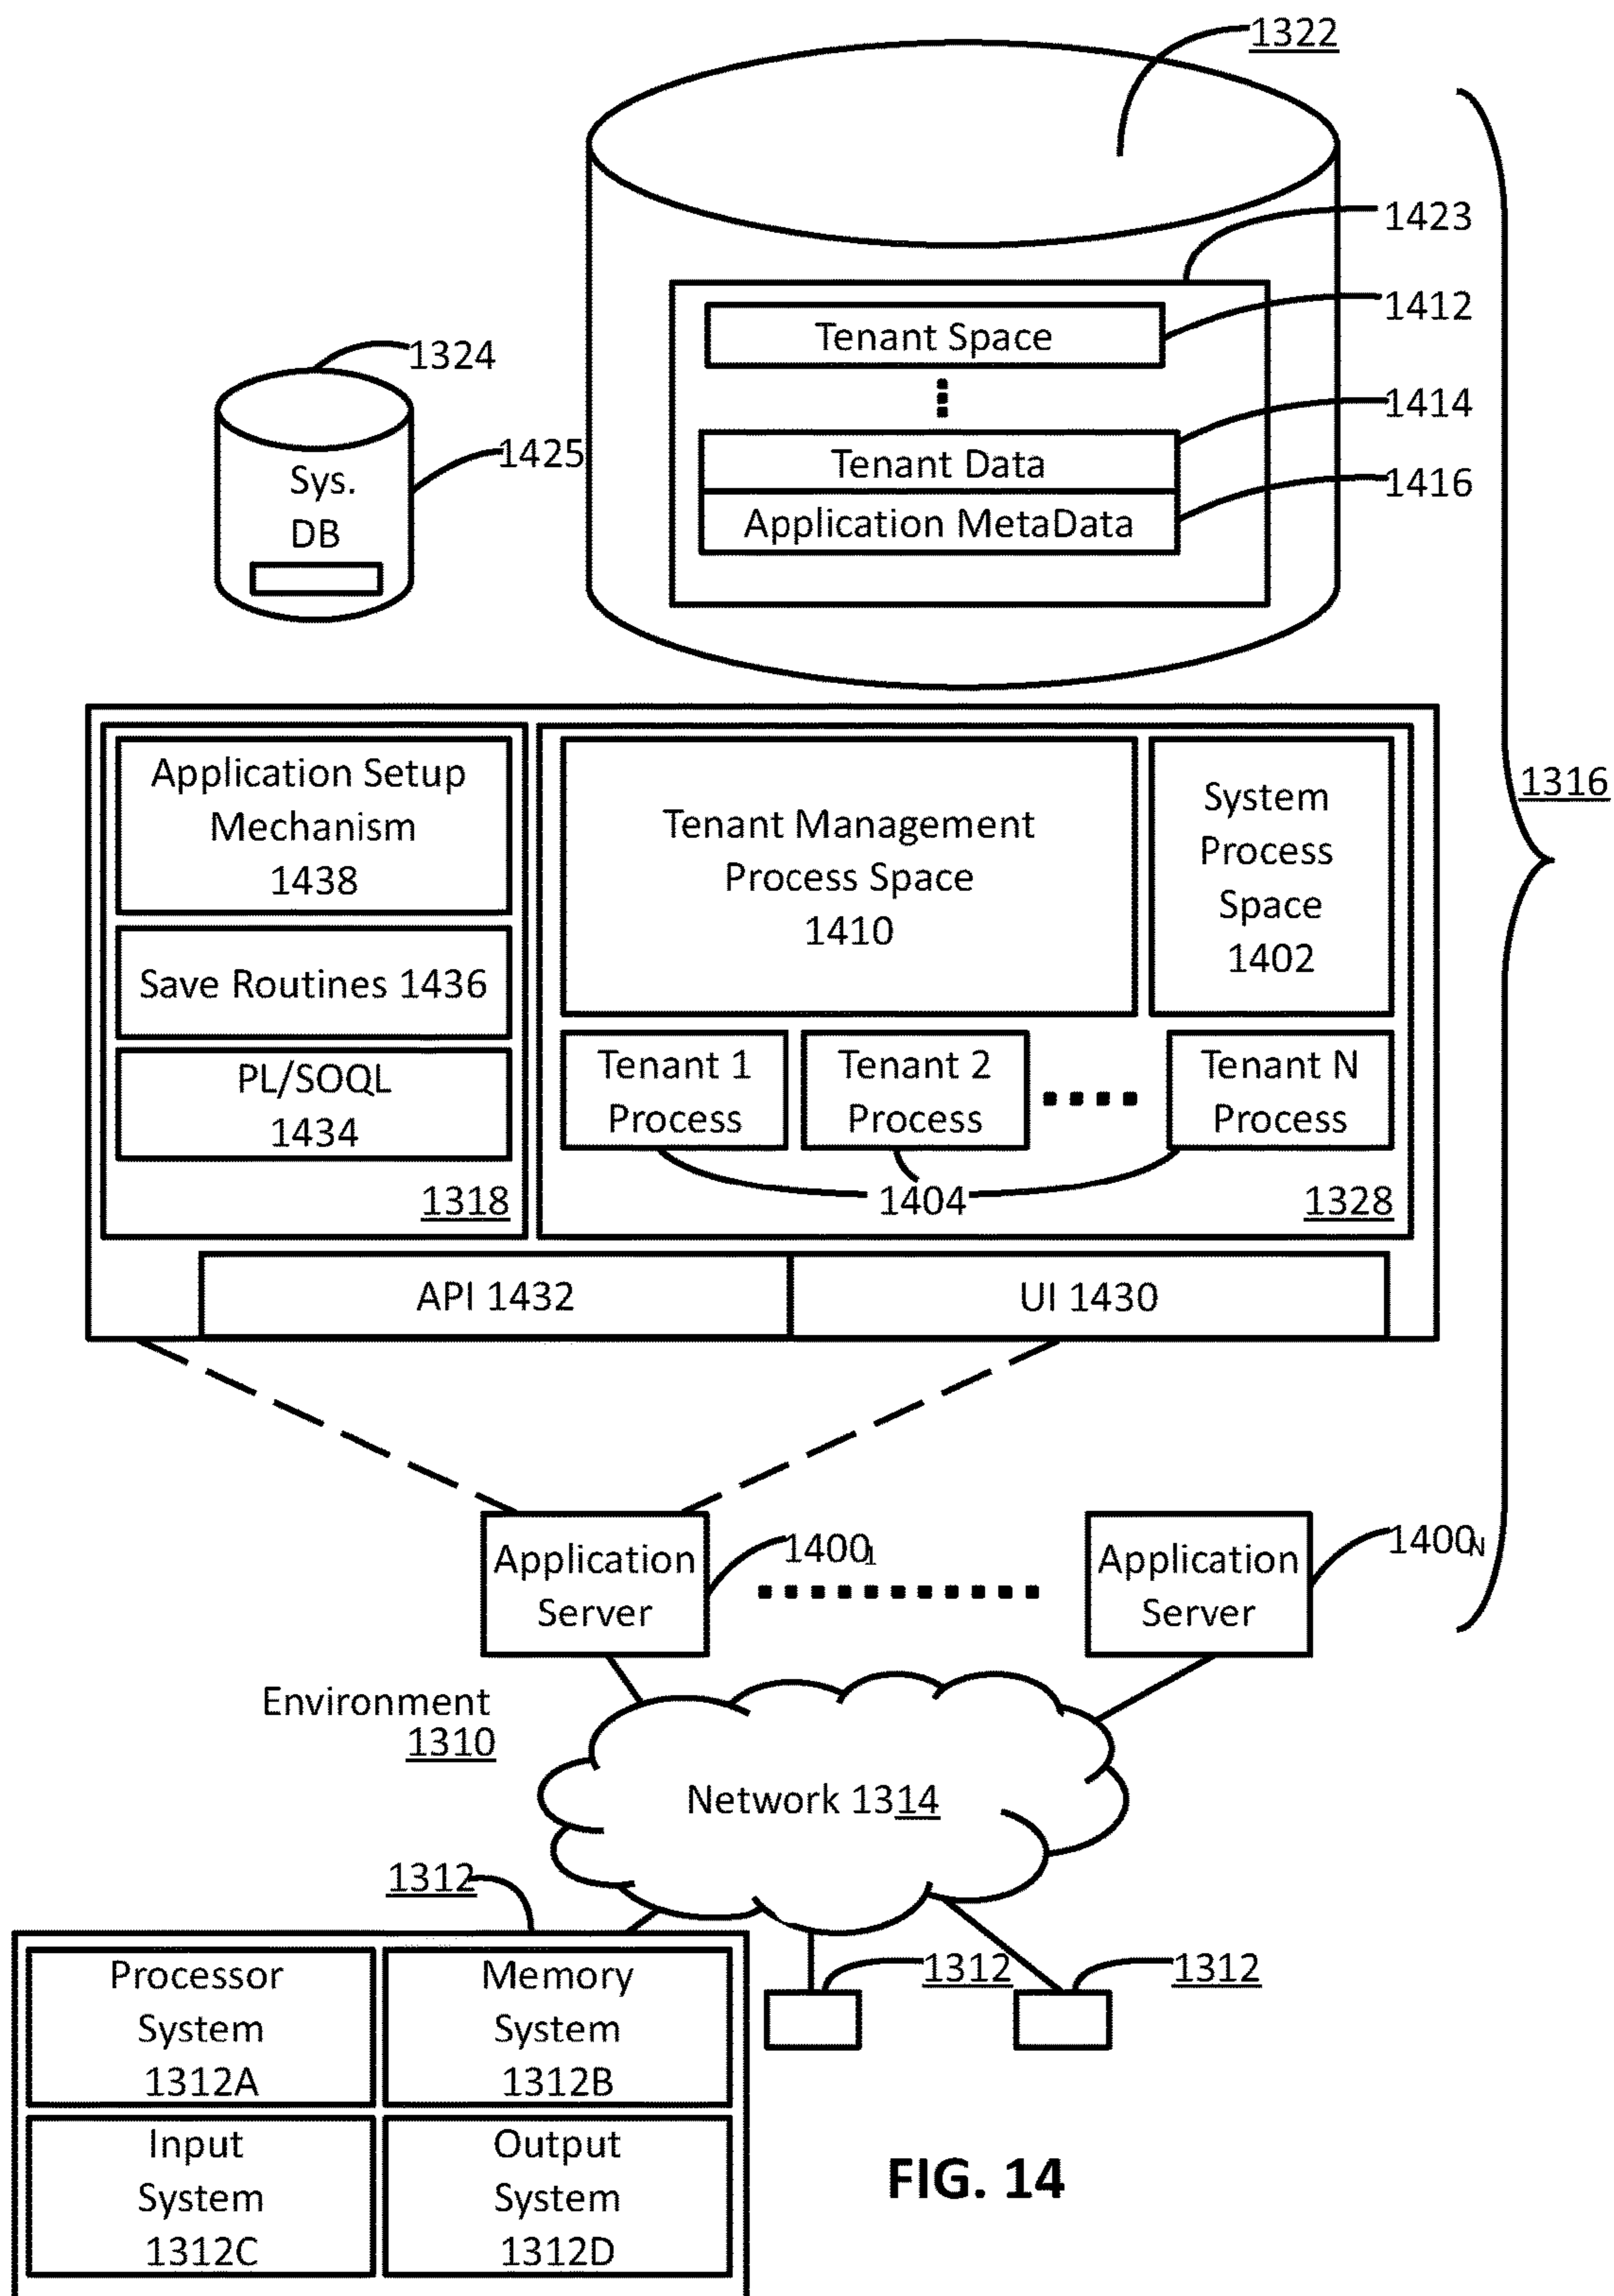 1322
1423
1412
Tenant Space
1324
1414
1425
Tenant Data
Sys.
DB
1416
Application MetaData
1316
Application Setup
Mechanism
1438
Tenant Management
Process Space
1410
System
Process
Space
1402
Save Routines 1436
PL/SOQL
1434
Tenant 1
Process
Tenant 2
Process
Tenant N
Process
1404
1318
1328
API 1432
UI 1430
Application
Server
1400₁
Application
Server
1400N
Environment
1310
Network 1314
1312
Processor
System
1312A
Memory
System
1312B
1312
1312
Input
System
1312C
Output
System
1312D
FIG. 14